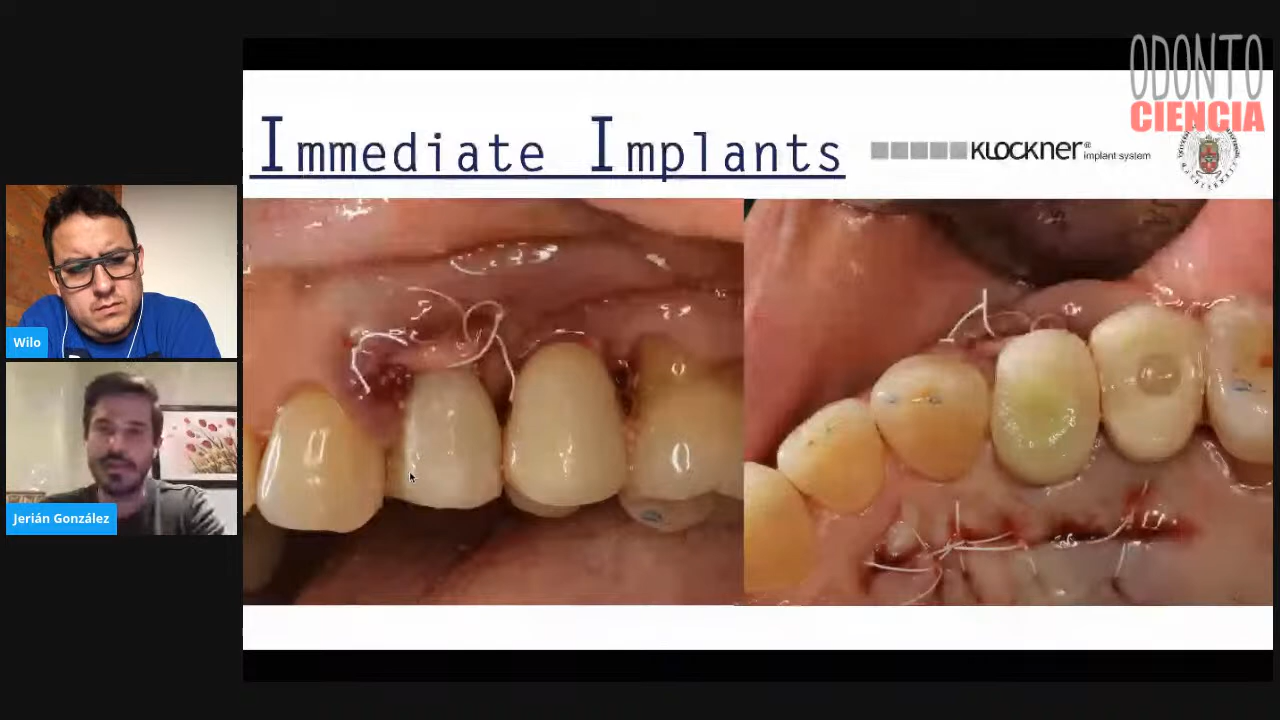 ODONTO
CIENCIA
Immediate Implants
KLOCKNER®
implant system
Wilo
Jerián González